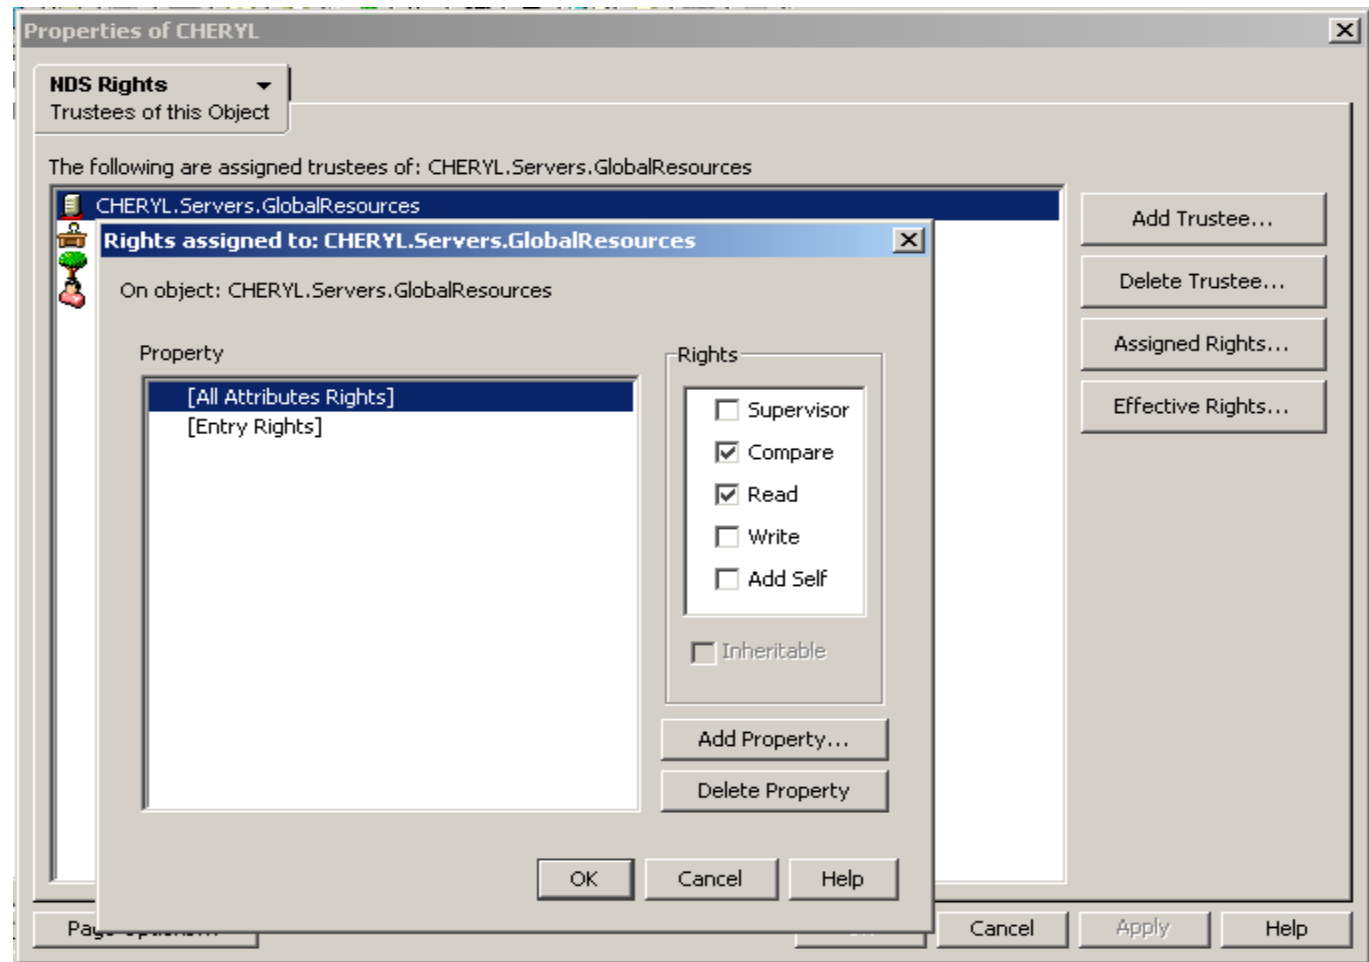 Properties of CHERYL
NDS Rights
Trustees of this Object
The following are assigned trustees of: CHERYL.Servers.GlobalResources
CHERYL.Servers.GlobalResources
Add Trustee...
Delete Trustee...
Assigned Rights...
Effective Rights...
Rights assigned to: CHERYL.Servers.GlobalResources
On object: CHERYL.Servers.GlobalResources
Property
[All Attributes Rights]
[Entry Rights]
Rights
Supervisor
Compare
Read
Write
Add Self
Inheritable
Add Property...
Delete Property
OK Cancel Help
Cancel Apply Help